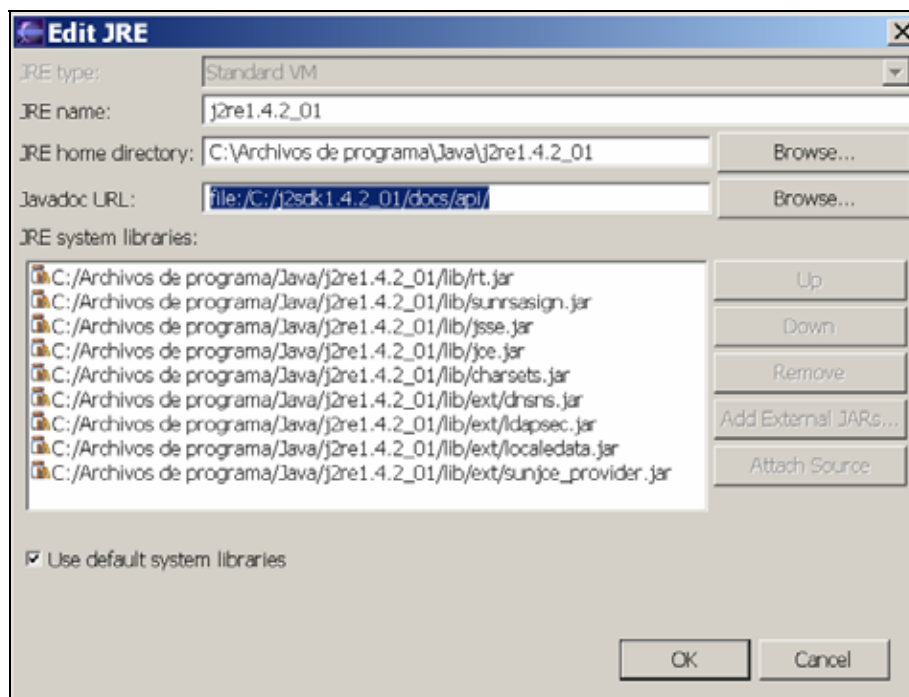 Edit JRE
JRE type: Standard VM
JRE name: j2re1.4.2_01
JRE home directory: C:\Archivos de programa\Java\j2re1.4.2_01 Browse...
Javadoc URL: file:/C:/j2sdk1.4.2_01/docs/api/ Browse...
JRE system libraries:
C:/Archivos de programa/Java/j2re1.4.2_01/lib/rt.jar
C:/Archivos de programa/Java/j2re1.4.2_01/lib/sunrsasign.jar
C:/Archivos de programa/Java/j2re1.4.2_01/lib/jsse.jar
C:/Archivos de programa/Java/j2re1.4.2_01/lib/jce.jar
C:/Archivos de programa/Java/j2re1.4.2_01/lib/charsets.jar
C:/Archivos de programa/Java/j2re1.4.2_01/lib/ext/dnsns.jar
C:/Archivos de programa/Java/j2re1.4.2_01/lib/ext/ldapsec.jar
C:/Archivos de programa/Java/j2re1.4.2_01/lib/ext/localedata.jar
C:/Archivos de programa/Java/j2re1.4.2_01/lib/ext/sunjce_provider.jar
Up
Down
Remove
Add External JARs...
Attach Source
Use default system libraries
OK Cancel